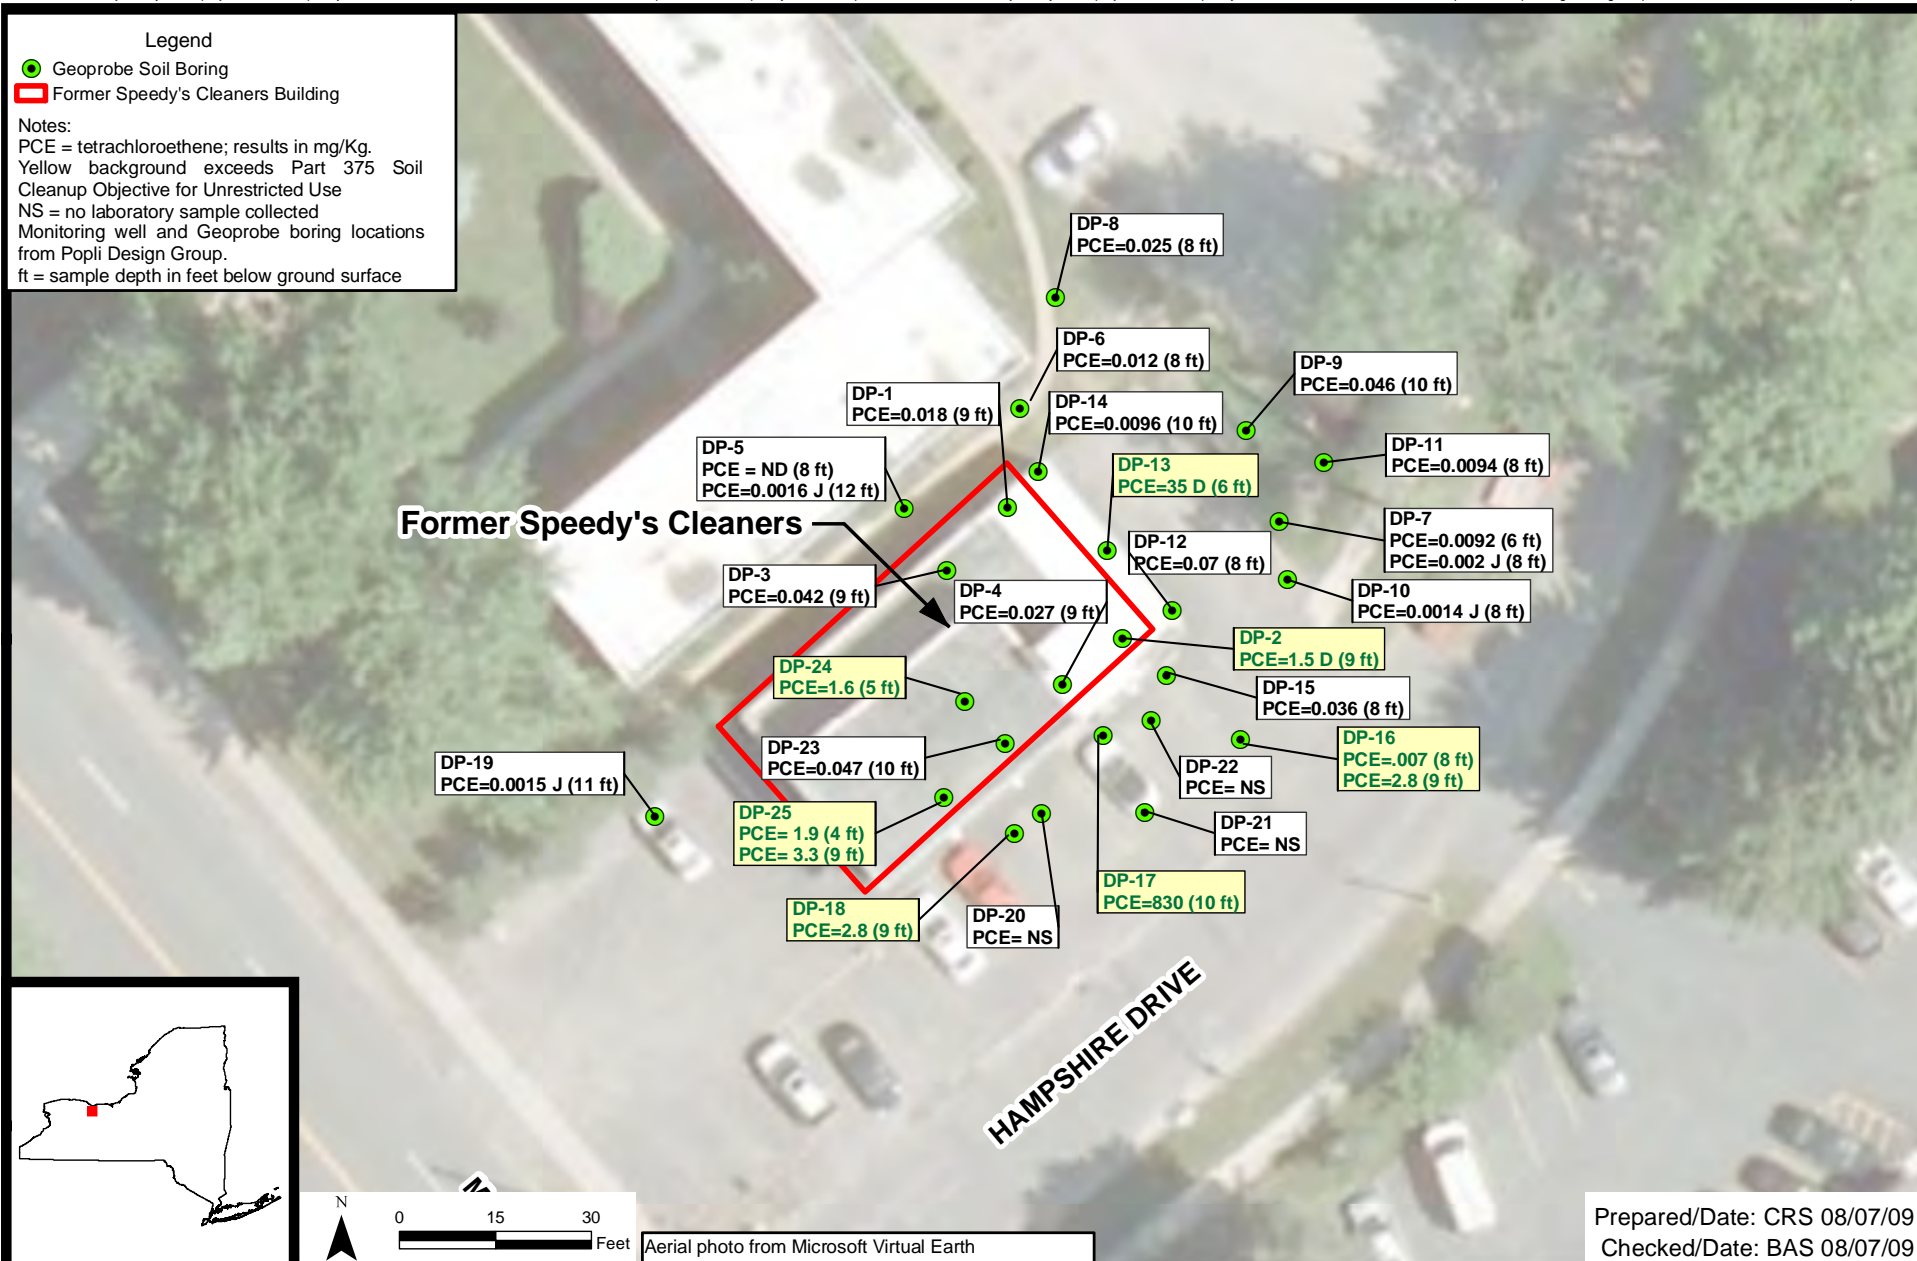 Legend
Geoprobe Soil Boring
Former Speedy's Cleaners Building
Notes:
PCE = tetrachloroethene; results in mg/Kg.
Yellow background exceeds Part 375 Soil
Cleanup Objective for Unrestricted Use
NS = no laboratory sample collected
Monitoring well and Geoprobe boring locations
from Popli Design Group.
ft = sample depth in feet below ground surface
DP-8
PCE=0.025 (8 ft)
DP-6
PCE=0.012 (8 ft)
DP-9
PCE=0.046 (10 ft)
DP-1
PCE=0.018 (9 ft)
DP-14
PCE=0.0096 (10 ft)
DP-11
PCE=0.0094 (8 ft)
DP-5
PCE = ND (8 ft)
PCE=0.0016 J (12 ft)
DP-13
PCE=35 D (6 ft)
Former Speedy's Cleaners
DP-7
PCE=0.0092 (6 ft)
PCE=0.002 J (8 ft)
DP-12
PCE=0.07 (8 ft)
DP-3
PCE=0.042 (9 ft)
DP-4
PCE=0.027 (9 ft)
DP-10
PCE=0.0014 J (8 ft)
DP-2
PCE=1.5 D (9 ft)
DP-24
PCE=1.6 (5 ft)
DP-15
PCE=0.036 (8 ft)
DP-16
PCE=.007 (8 ft)
PCE=2.8 (9 ft)
DP-23
PCE=0.047 (10 ft)
DP-19
PCE=0.0015 J (11 ft)
DP-22
PCE= NS
DP-25
PCE= 1.9 (4 ft)
PCE= 3.3 (9 ft)
DP-21
PCE= NS
DP-17
PCE=830 (10 ft)
DP-18
PCE=2.8 (9 ft)
DP-20
PCE= NS
HAMPSHIRE DRIVE
N
0 15 30
Feet
Aerial photo from Microsoft Virtual Earth
Prepared/Date: CRS 08/07/09
Checked/Date: BAS 08/07/09